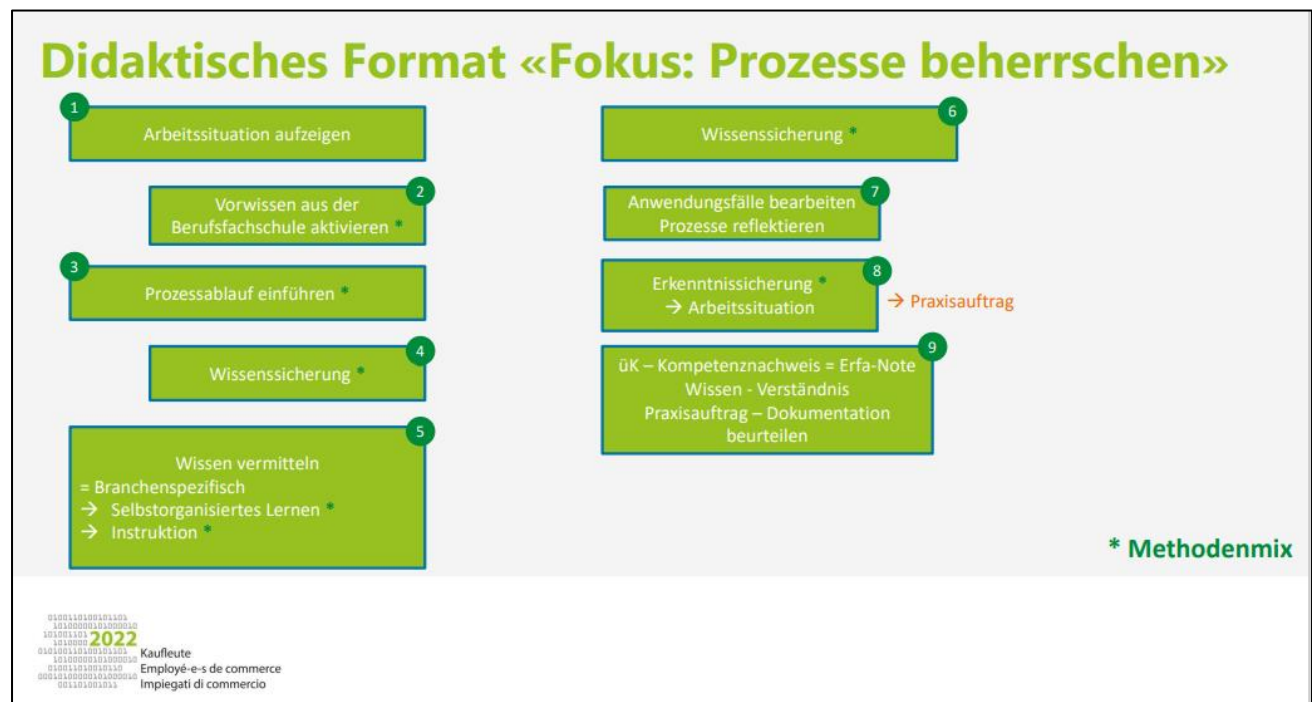 Didaktisches Format «Fokus: Prozesse beherrschen»
1
Arbeitssituation aufzeigen
2
Vorwissen aus der
Berufsfachschule aktivieren *
3
Prozessablauf einführen *
4
Wissenssicherung *
5
Wissen vermitteln
= Branchenspezifisch
→ Selbstorganisiertes Lernen *
→ Instruktion *
6
Wissenssicherung *
7
Anwendungsfälle bearbeiten
Prozesse reflektieren
8
Erkenntnissicherung *
→ Arbeitssituation
→ Praxisauftrag
9
üK – Kompetenznachweis = Erfa-Note
Wissen - Verständnis
Praxisauftrag – Dokumentation
beurteilen
* Methodenmix
2022
Kaufleute
Employé-e-s de commerce
Impiegati di commercio